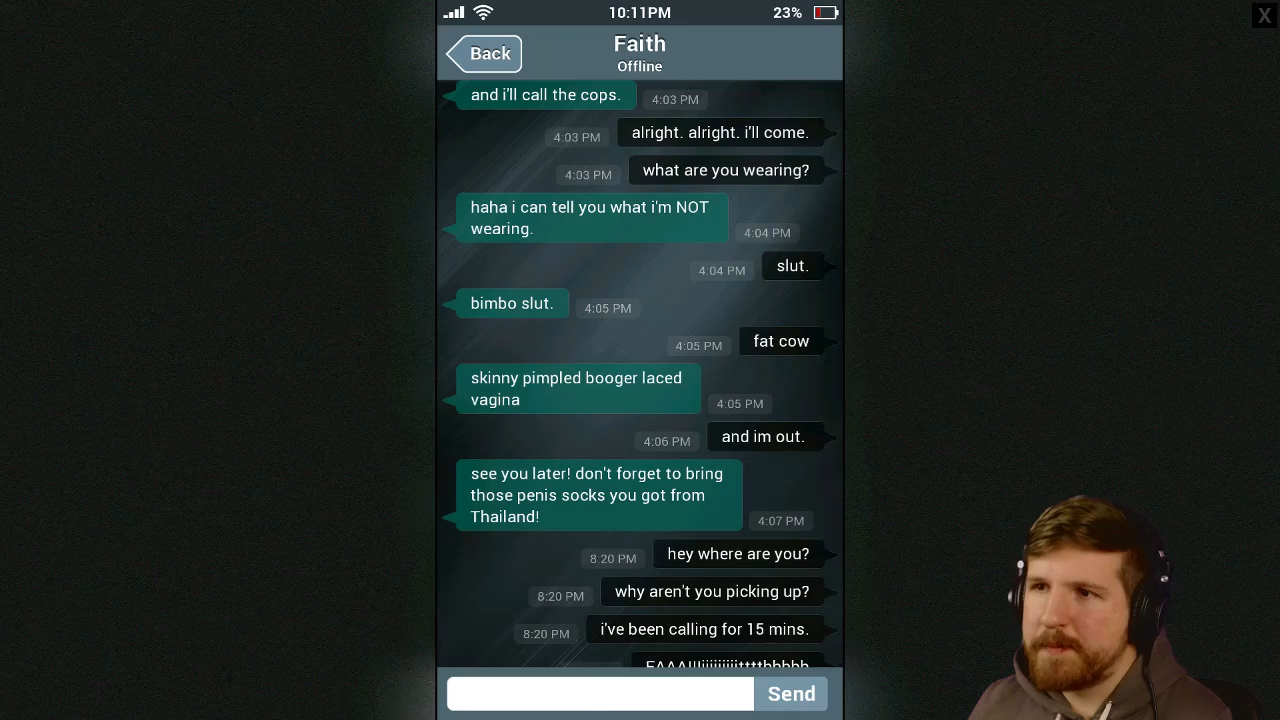 10:11PM
23%
X
Back
Faith
Offline
and i'll call the cops.
4:03 PM
alright. alright. i'll come.
4:03 PM
what are you wearing?
4:03 PM
haha i can tell you what i'm NOT
wearing.
4:04 PM
slut.
4:04 PM
bimbo slut.
4:05 PM
fat cow
4:05 PM
skinny pimpled booger laced
vagina
4:05 PM
and im out.
4:06 PM
see you later! don't forget to bring
those penis socks you got from
Thailand!
4:07 PM
hey where are you?
8:20 PM
why aren't you picking up?
8:20 PM
i've been calling for 15 mins.
8:20 PM
Send